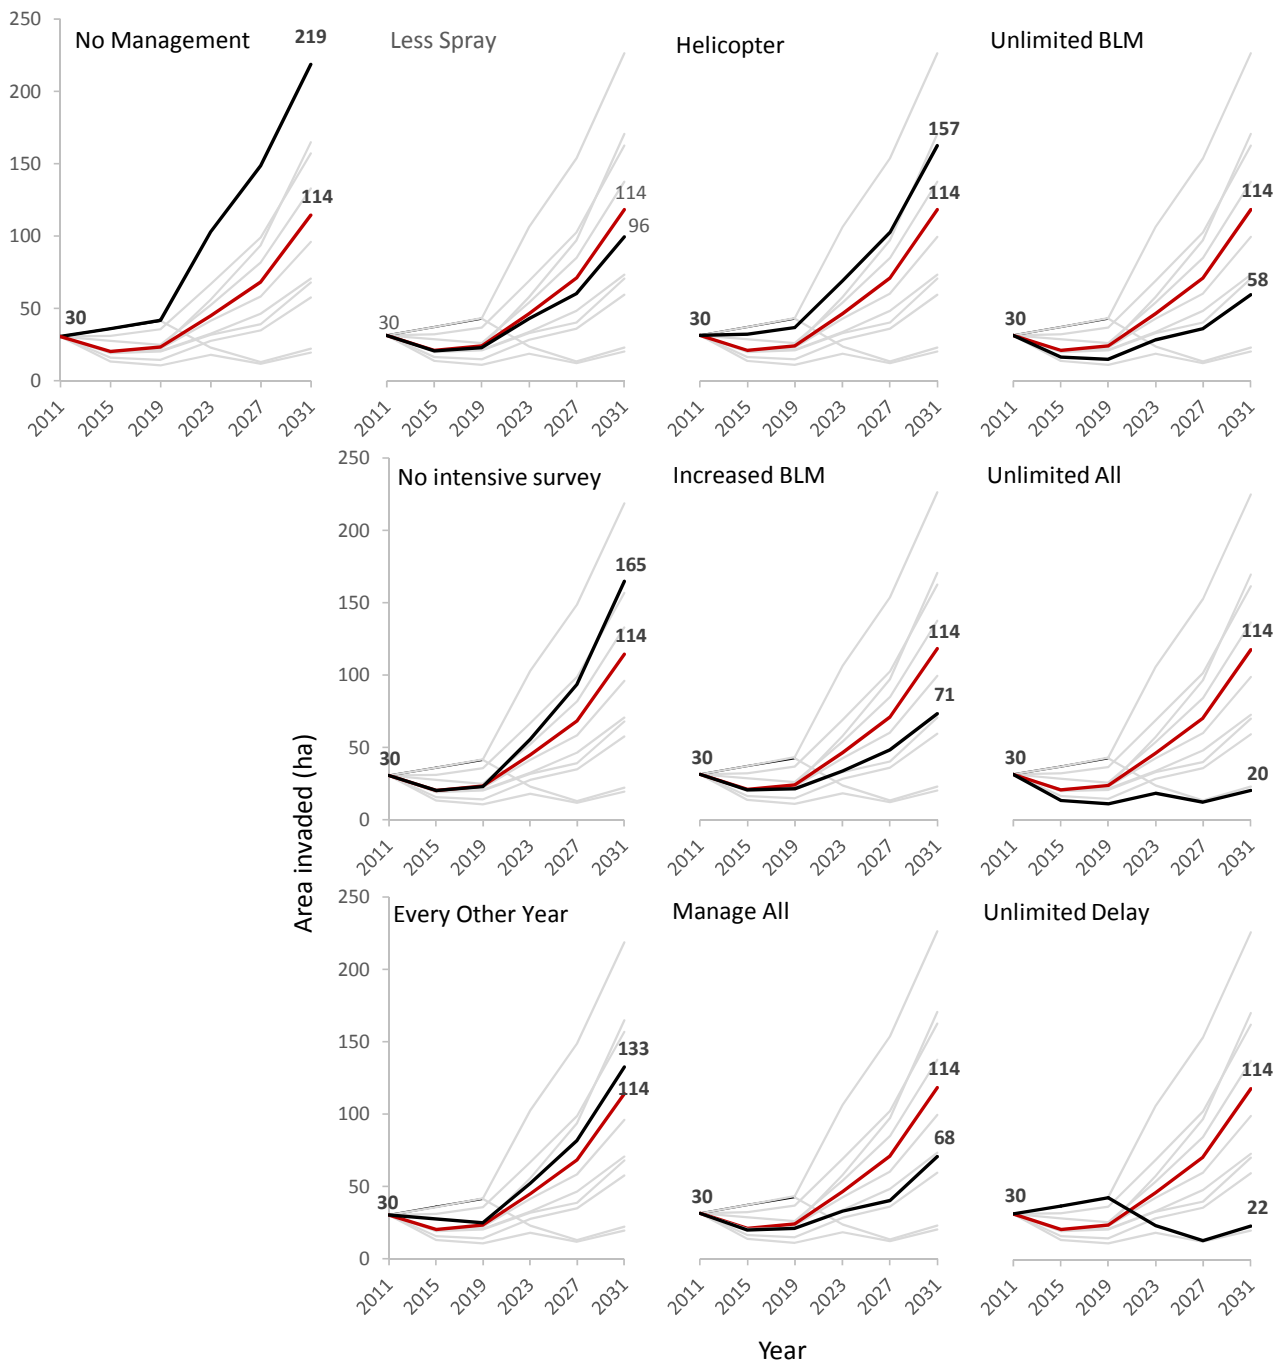 No Management
Less Spray
Helicopter
Unlimited BLM
250
200
150
100
50
0
219
114
30
114
96
30
157
114
30
114
58
30
2011 2015 2019 2023 2027 2031
2011 2015 2019 2023 2027 2031
2011 2015 2019 2023 2027 2031
2011 2015 2019 2023 2027 2031
No intensive survey
Increased BLM
Unlimited All
250
200
150
100
50
0
165
114
30
114
71
30
114
20
30
2011 2015 2019 2023 2027 2031
2011 2015 2019 2023 2027 2031
2011 2015 2019 2023 2027 2031
Area invaded (ha)
Every Other Year
Manage All
Unlimited Delay
250
200
150
100
50
0
133
114
30
114
68
30
114
22
30
2011 2015 2019 2023 2027 2031
2011 2015 2019 2023 2027 2031
2011 2015 2019 2023 2027 2031
Year